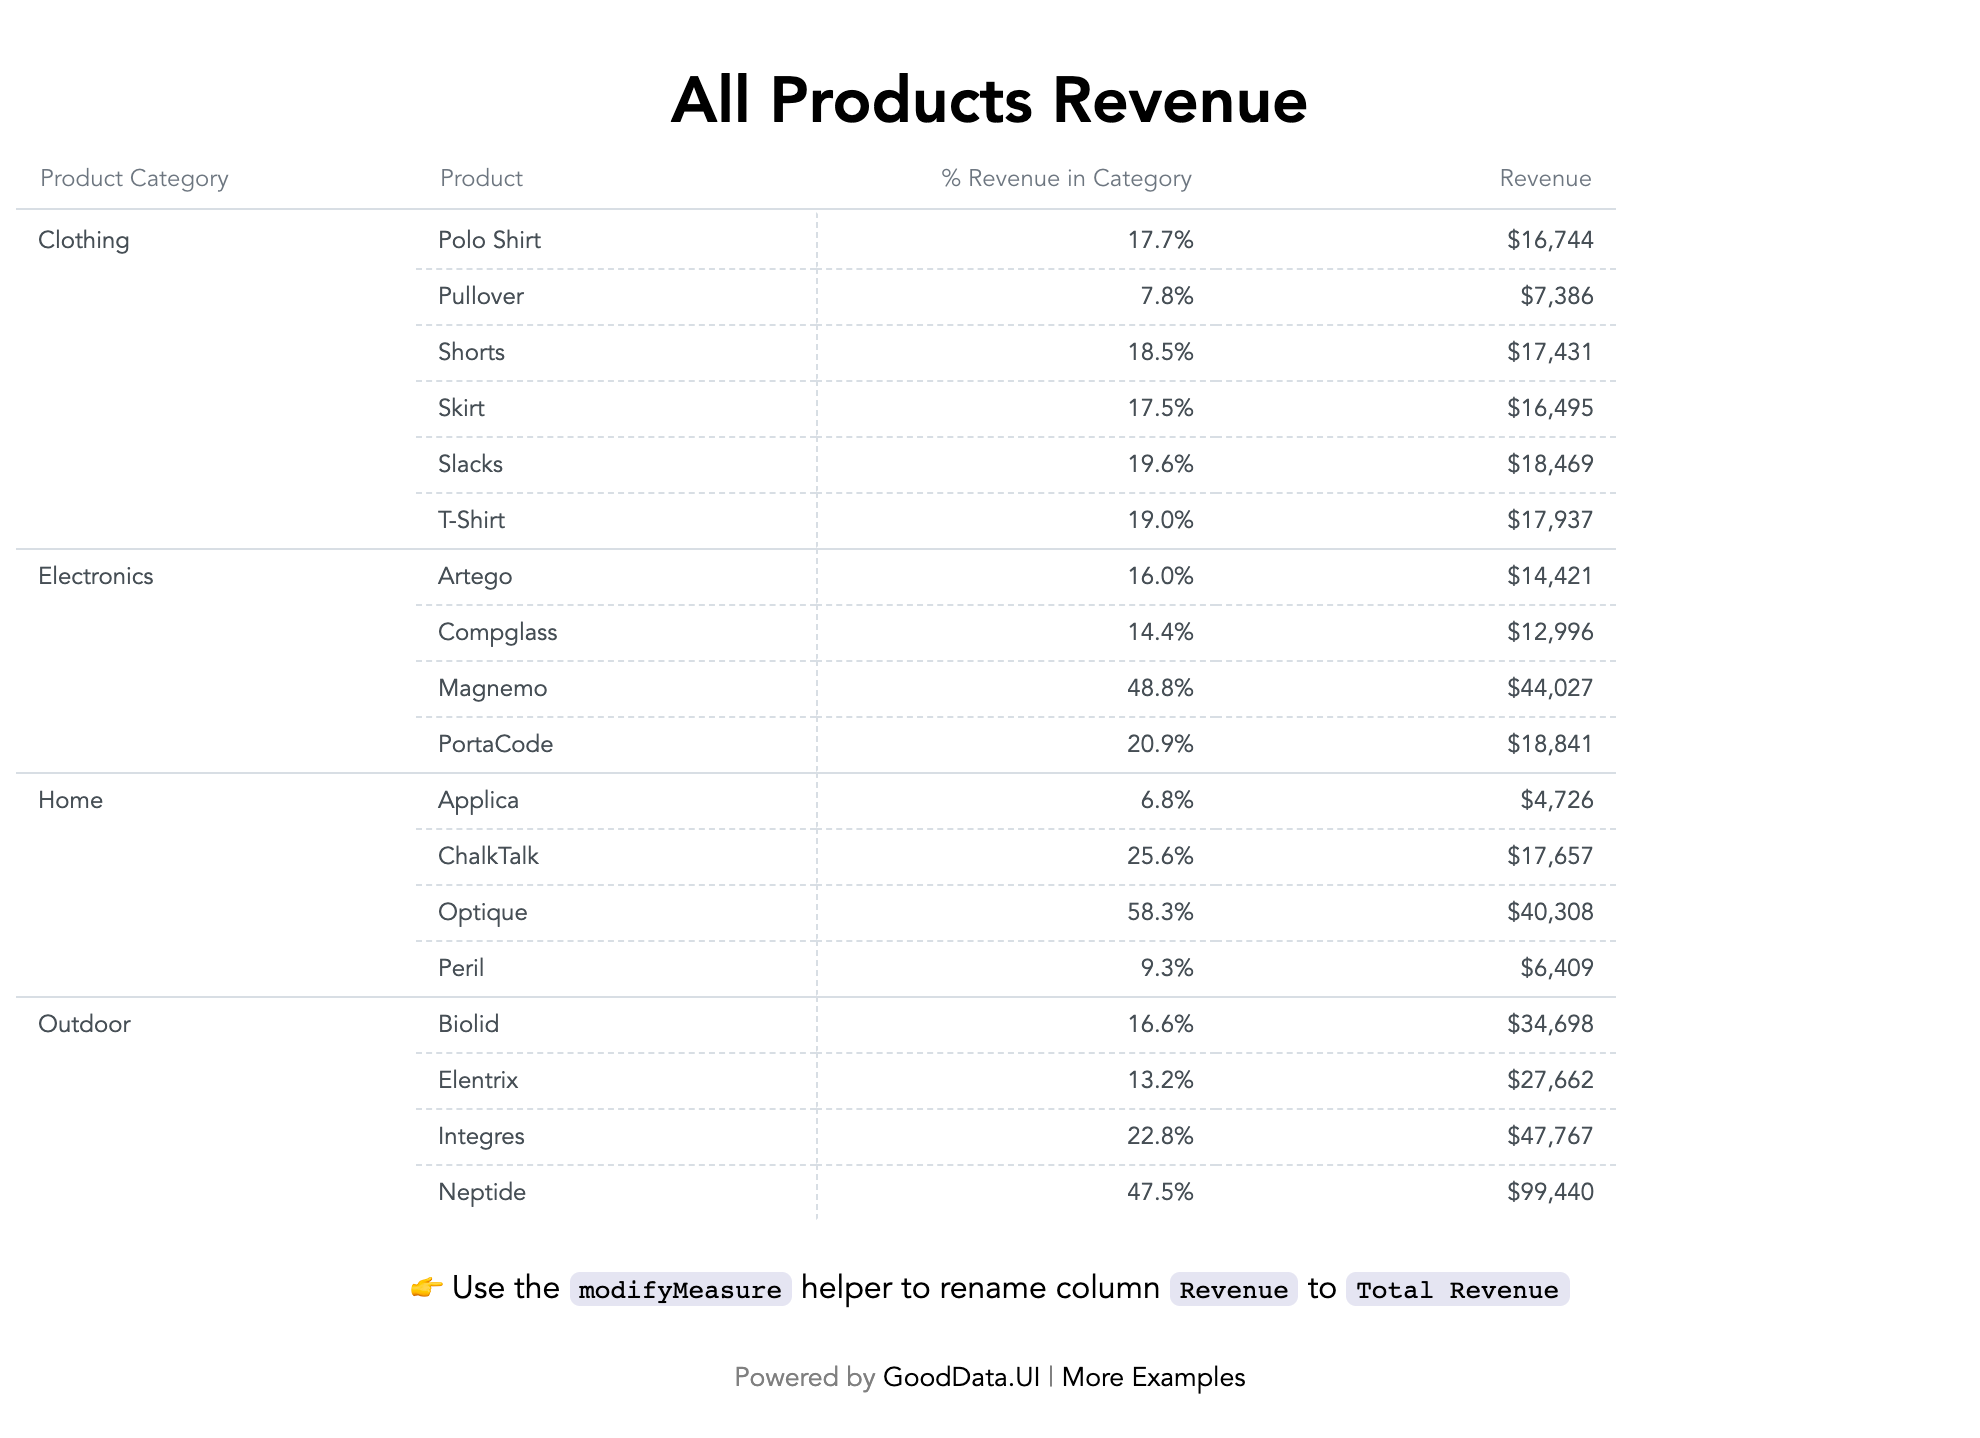 All Products Revenue
Product Category Product % Revenue in Category Revenue
Clothing Polo Shirt 17.7% $16,744
Pullover 7.8% $7,386
Shorts 18.5% $17,431
Skirt 17.5% $16,495
Slacks 19.6% $18,469
T-Shirt 19.0% $17,937
Electronics Artego 16.0% $14,421
Compglass 14.4% $12,996
Magnemo 48.8% $44,027
PortaCode 20.9% $18,841
Home Applica 6.8% $4,726
ChalkTalk 25.6% $17,657
Optique 58.3% $40,308
Peril 9.3% $6,409
Outdoor Biolid 16.6% $34,698
Elentrix 13.2% $27,662
Integres 22.8% $47,767
Neptide 47.5% $99,440
👉 Use the modifyMeasure helper to rename column Revenue to Total Revenue
Powered by GoodData.UI | More Examples